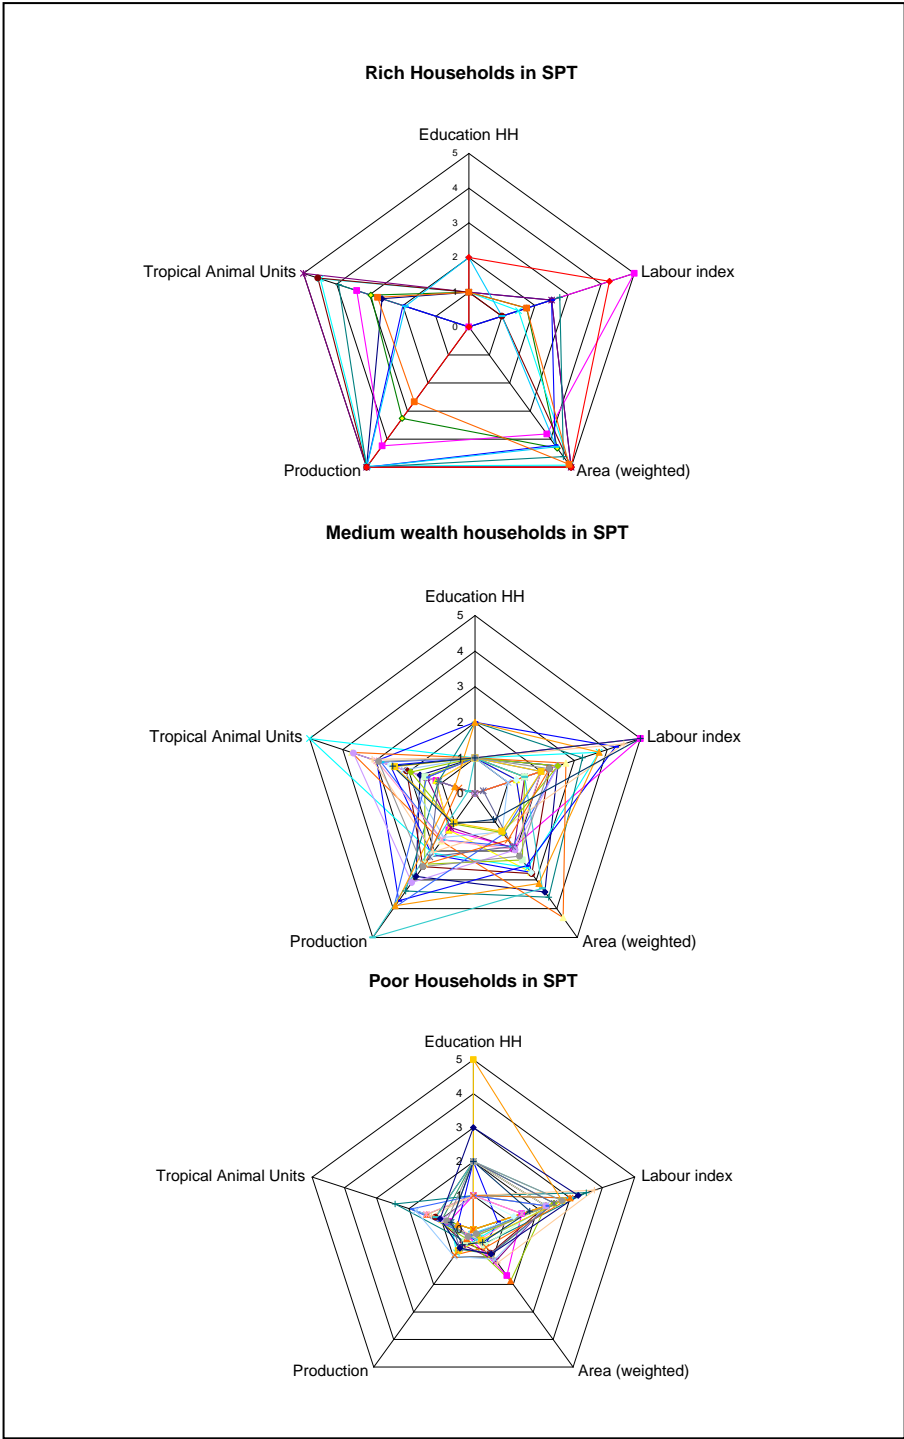 Rich Households in SPT
Education HH
5
4
3
2
1
0
Tropical Animal Units
Labour index
Production
Area (weighted)
Medium wealth households in SPT
Education HH
5
4
3
2
1
0
Tropical Animal Units
Labour index
Production
Area (weighted)
Poor Households in SPT
Education HH
5
4
3
2
1
0
Tropical Animal Units
Labour index
Production
Area (weighted)